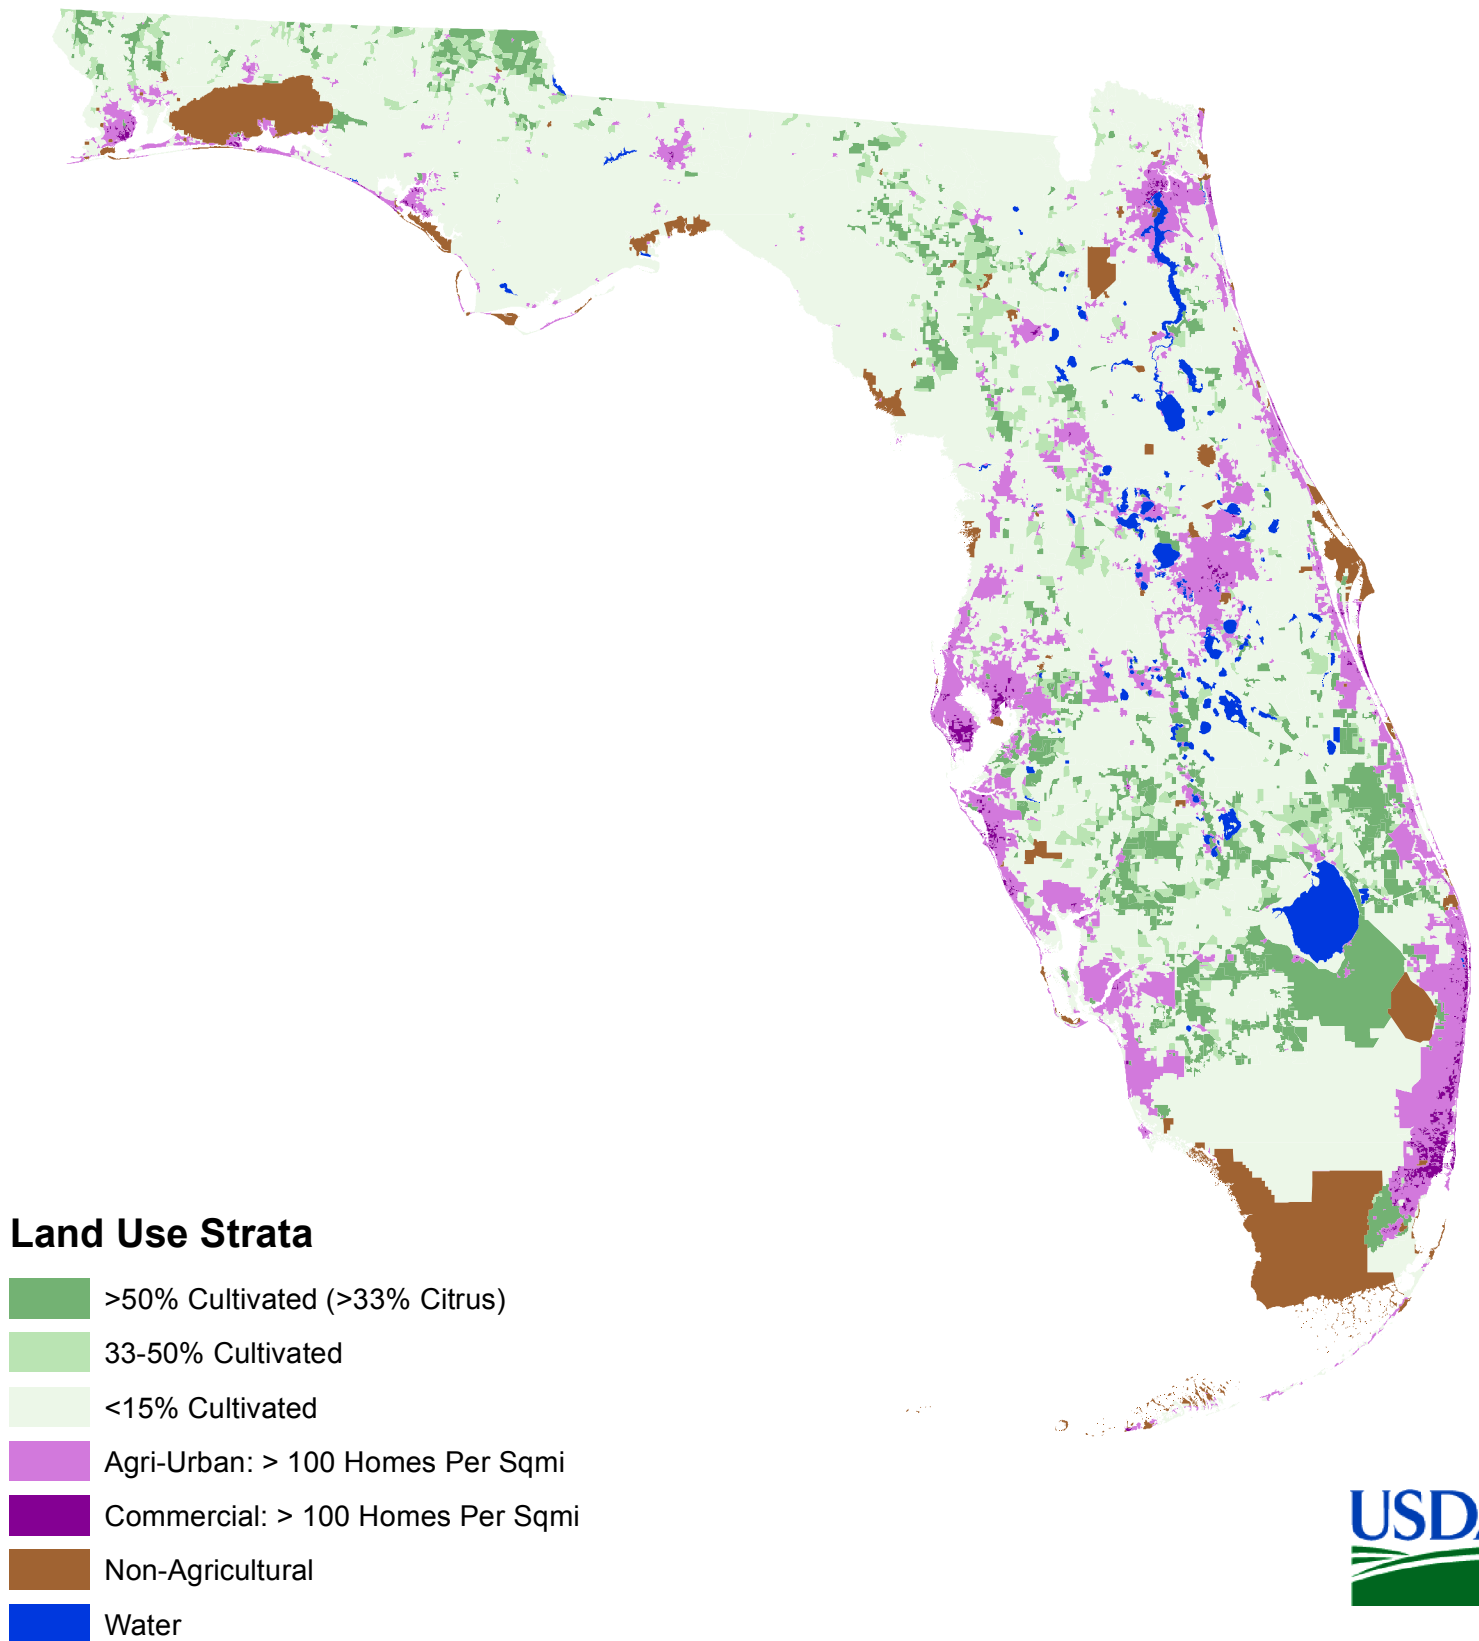 Land Use Strata
>50% Cultivated (>33% Citrus)
33-50% Cultivated
<15% Cultivated
Agri-Urban: > 100 Homes Per Sqmi
Commercial: > 100 Homes Per Sqmi
Non-Agricultural
Water
USDA